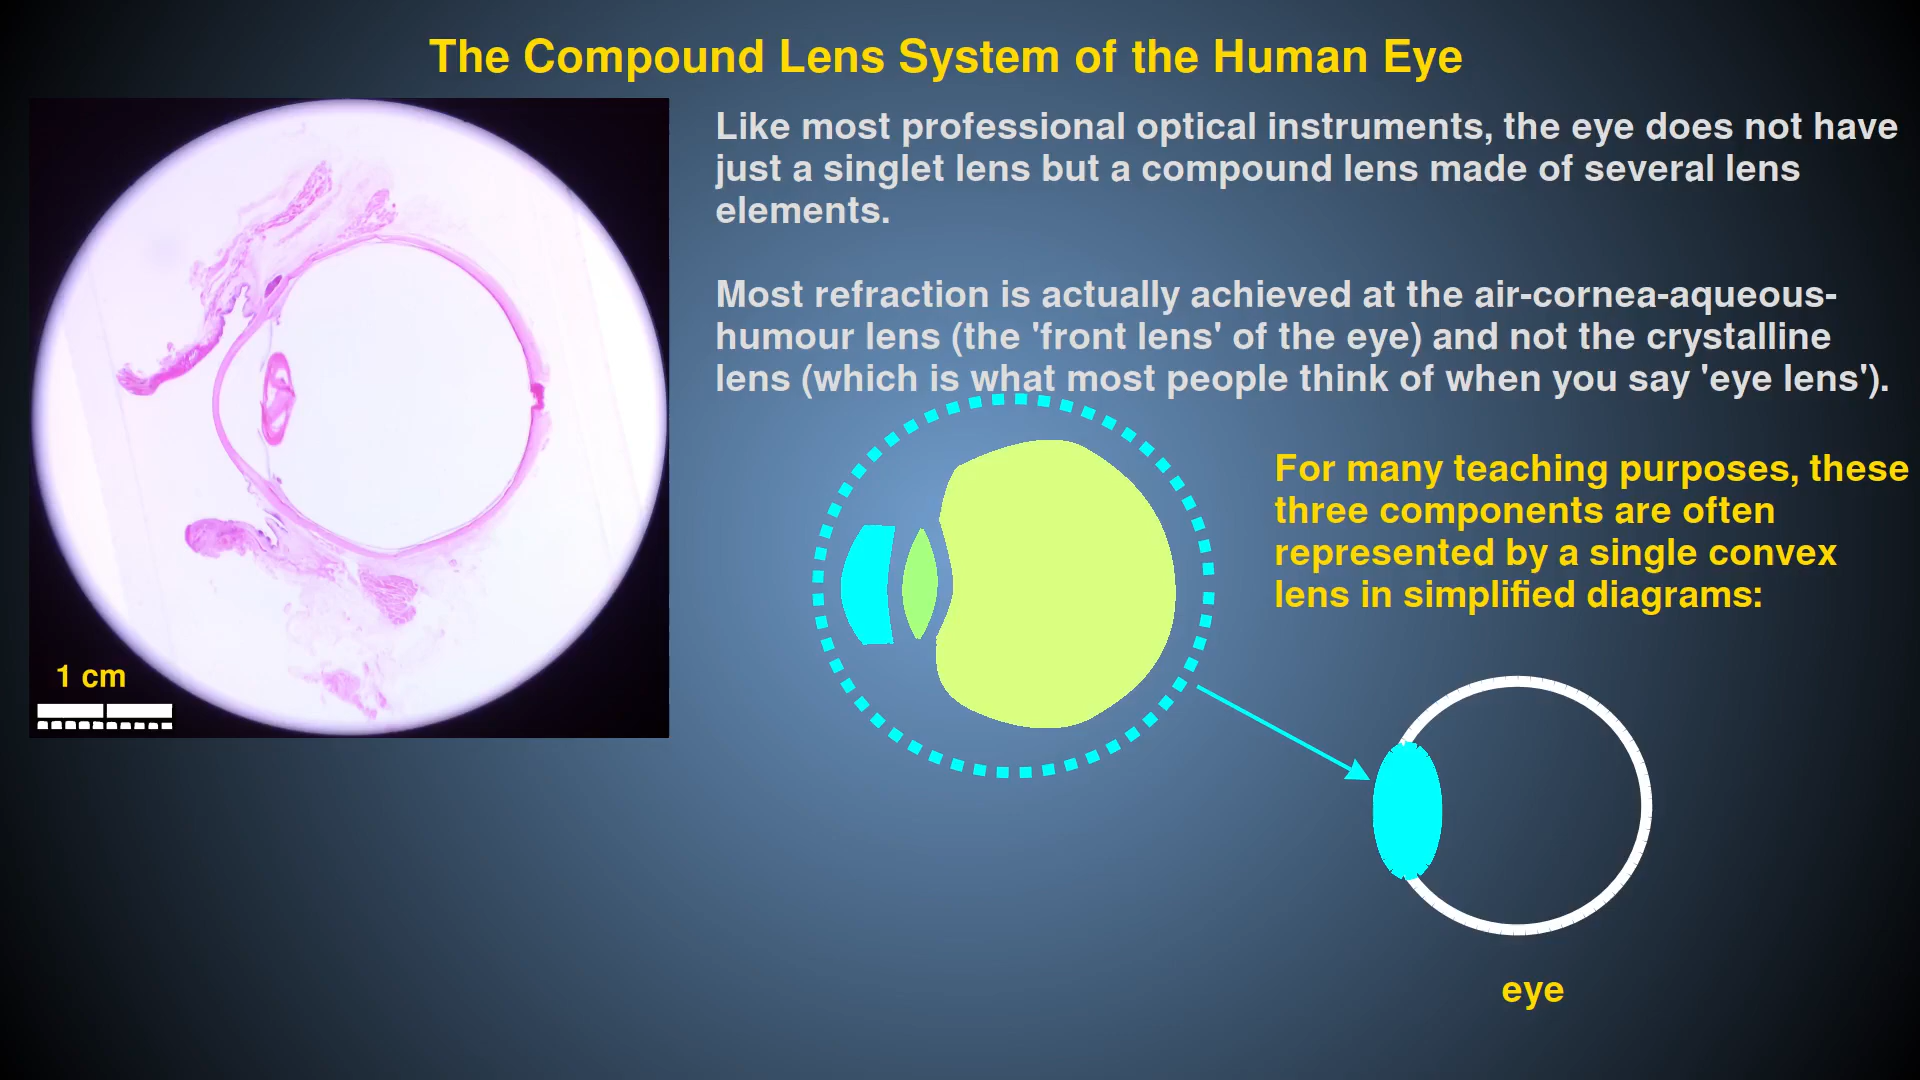 The Compound Lens System of the Human Eye
Like most professional optical instruments, the eye does not have
just a singlet lens but a compound lens made of several lens
elements.
Most refraction is actually achieved at the air-cornea-aqueous-
humour lens (the 'front lens' of the eye) and not the crystalline
lens (which is what most people think of when you say 'eye lens').
For many teaching purposes, these
three components are often
represented by a single convex
lens in simplified diagrams:
1 cm
eye